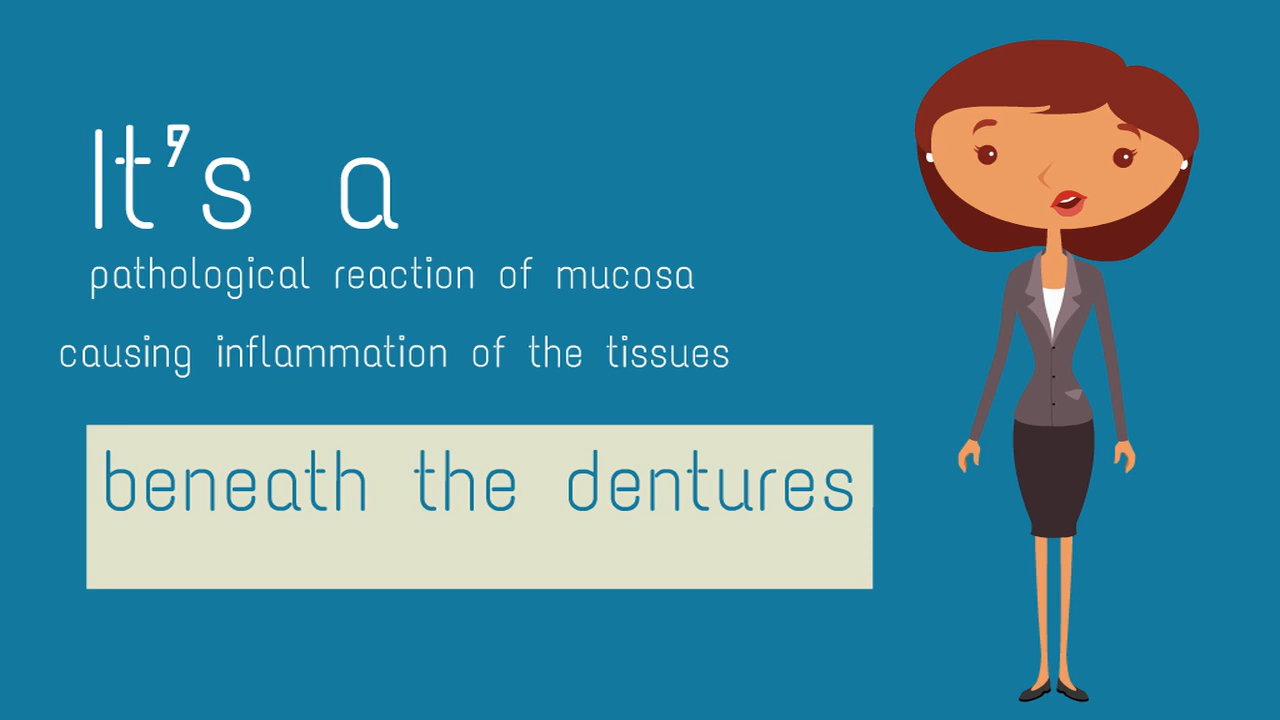 It's a
pathological reaction of mucosa
causing inflammation of the tissues
beneath the dentures